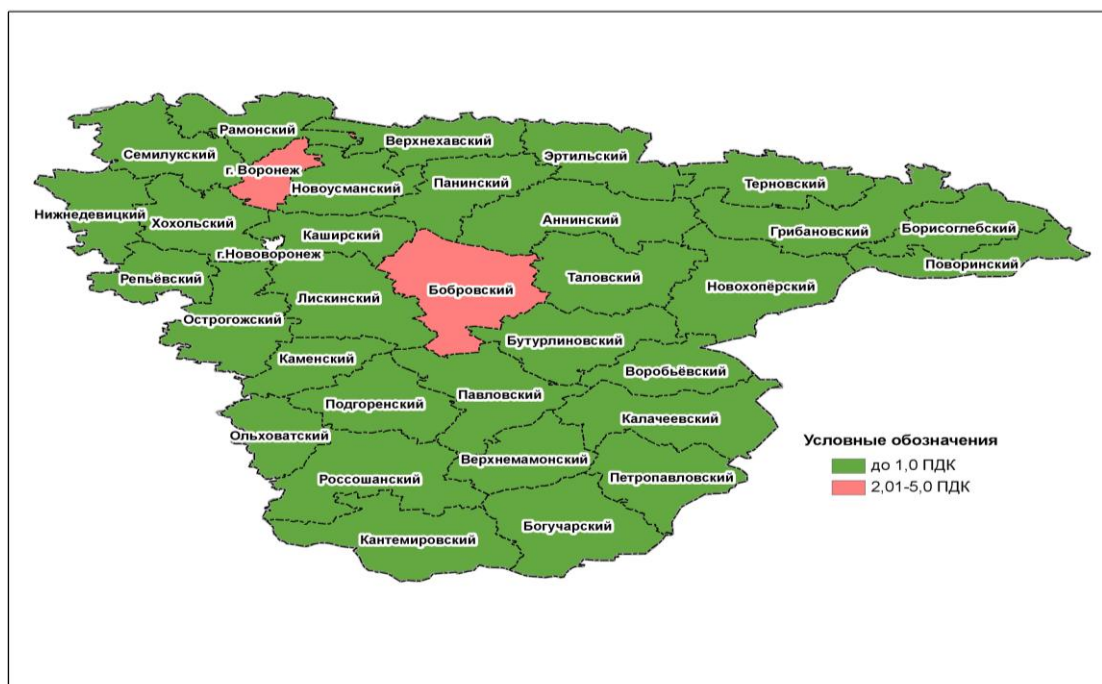 Рамонский
Верхнехавский
Семилукский
Эртильский
г. Воронеж
Новоусманский
Панинский
Терновский
Нижнедевицкий
Хохольский
Аннинский
Каширский
Грибановский
Борисоглебский
г.Нововоронеж
Поворинский
Репьёвский
Таловский
Новохопёрский
Бобровский
Лискинский
Острогожский
Бутурлиновский
Каменский
Воробьёвский
Павловский
Подгоренский
Калачеевский
Ольховатский
Верхнемамонский
Россошанский
Петропавловский
Богучарский
Кантемировский
Условные обозначения
до 1,0 ПДК
2,01-5,0 ПДК